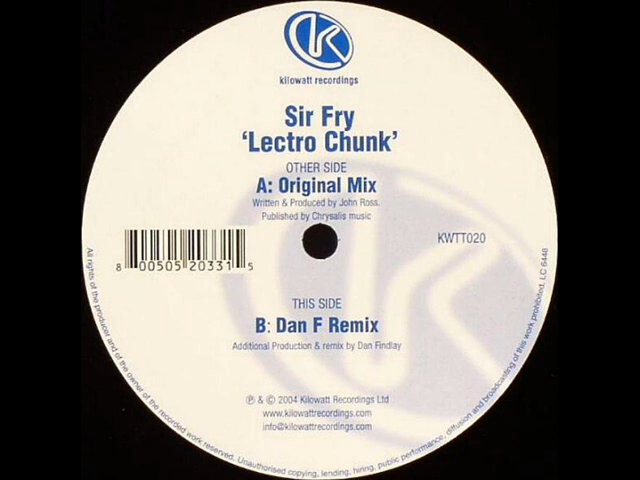 kilowatt recordings
Sir Fry
‘Lectro Chunk’
OTHER SIDE
A: Original Mix
Written & Produced by John Ross.
Published by Chrysalis music
KWTT020
8 00505 20331 5
THIS SIDE
B: Dan F Remix
Additional Production & remix by Dan Findlay
℗ & © 2004 Kilowatt Recordings Ltd
www.kilowattrecordings.com
info@kilowattrecordings.com
All rights of the producer and of the owner of the recorded work reserved. Unauthorised copying, lending, hiring, public performance, diffusion and broadcasting of this work prohibited. LC 6448